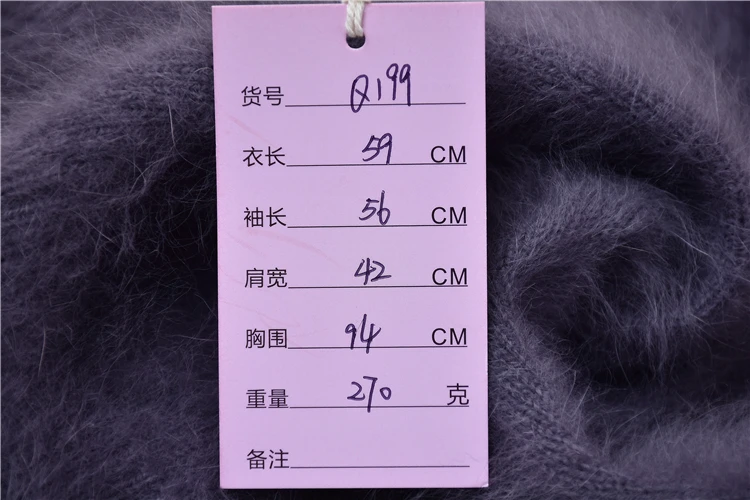 货号 Q199
衣长 59 CM
袖长 56 CM
肩宽 42 CM
胸围 94 CM
重量 270 克
备注